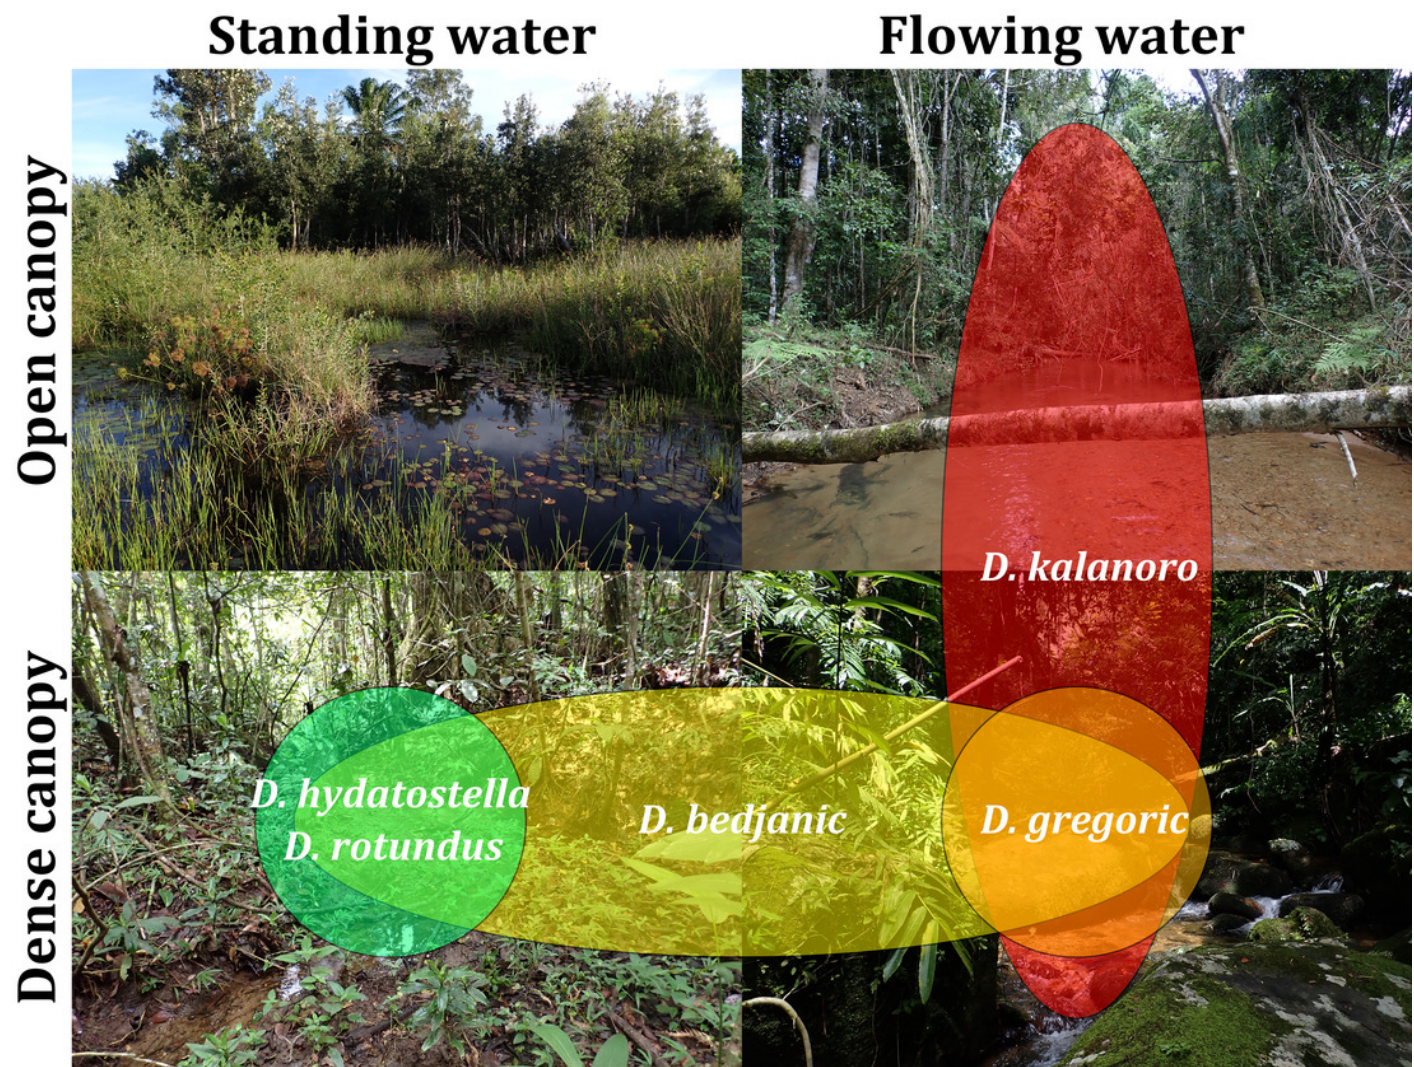 Standing water
Flowing water
Open canopy
Dense canopy
D. kalanoro
D. hydatostella
D. rotundus
D. bedjanic
D. gregoric